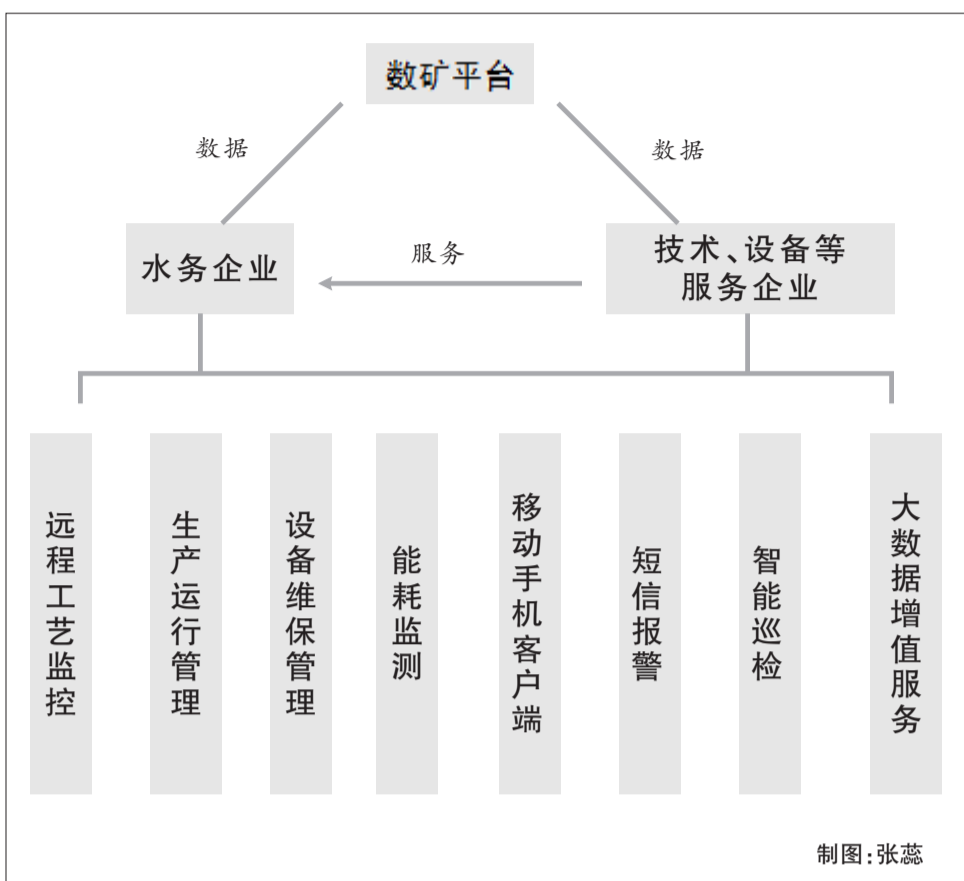 数矿平台
数据
数据
水务企业
服务
技术、设备等
服务企业
远程工艺监控
生产运行管理
设备维保管理
能耗监测
移动手机客户端
短信报警
智能巡检
大数据增值服务
制图:张蕊